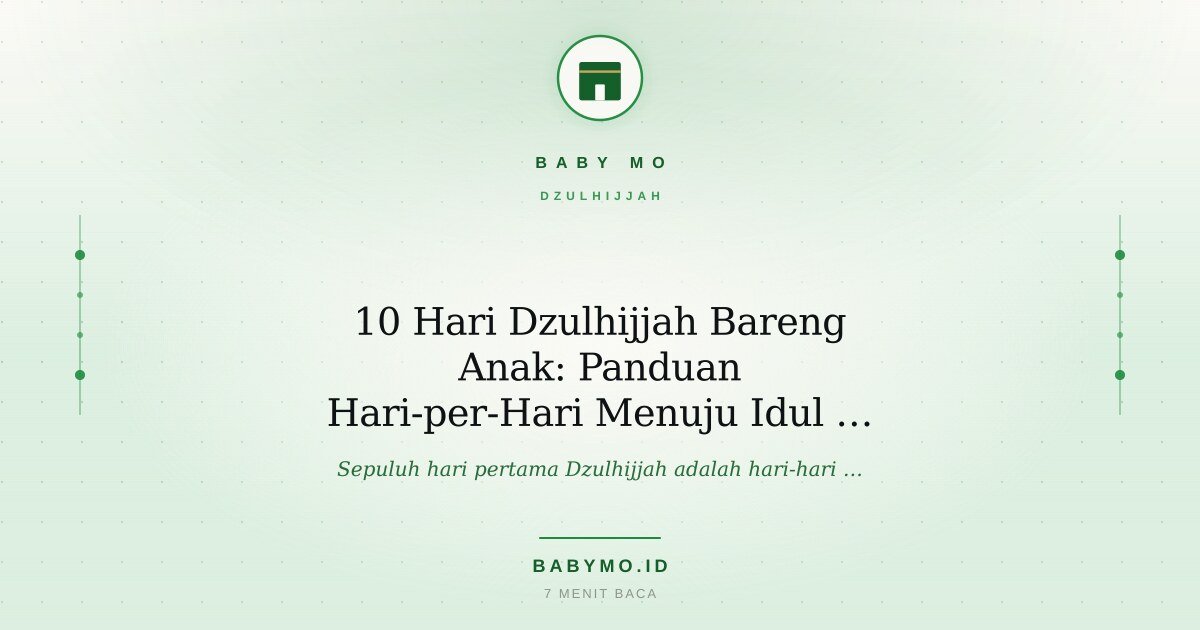 BABY MO
DZULHIJJAH
10 Hari Dzulhijjah Bareng
Anak: Panduan
Hari-per-Hari Menuju Idul …
Sepuluh hari pertama Dzulhijjah adalah hari-hari …
BABYMO.ID
7 MENIT BACA